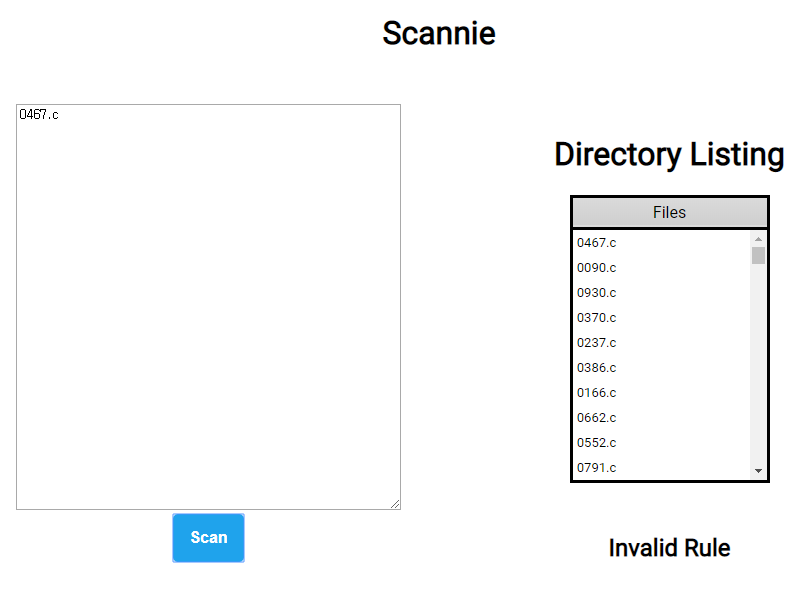 Scannie
0467.c
Scan
Directory Listing
Files
0467.c
0090.c
0930.c
0370.c
0237.c
0386.c
0166.c
0662.c
0552.c
0791.c
Invalid Rule